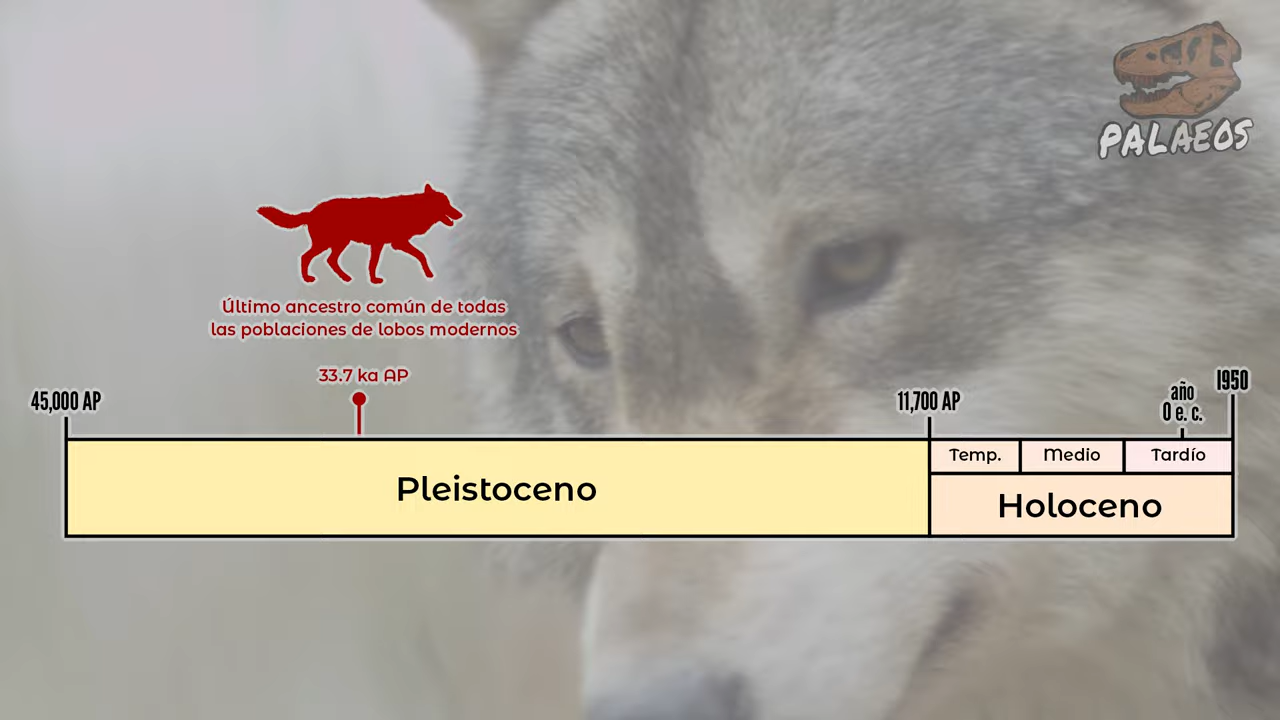 PALAEOS
Último ancestro común de todas
las poblaciones de lobos modernos
33.7 ka AP
45,000 AP
11,700 AP
año
0 e. c.
1950
Temp.
Medio
Tardío
Pleistoceno
Holoceno